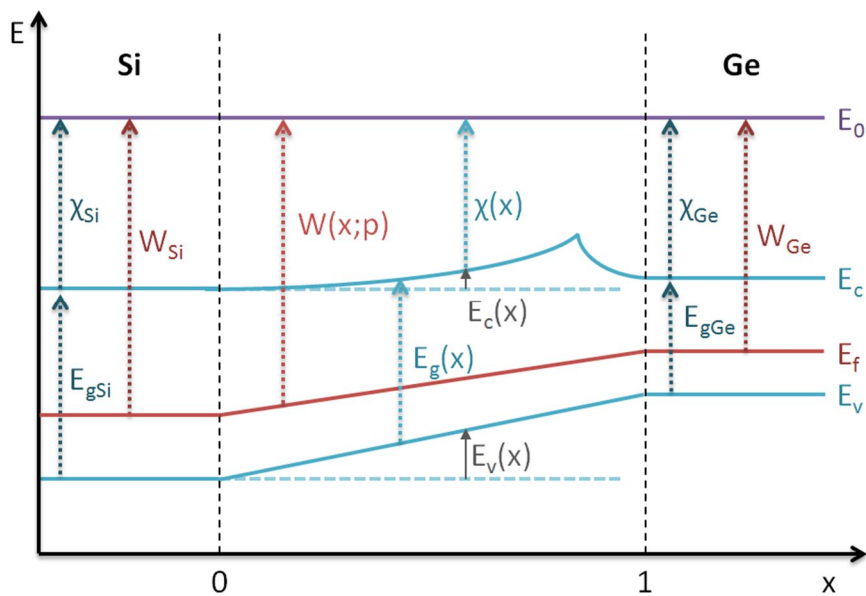 E
Si
Ge
E₀
χSi
WSi
W(x;p)
χ(x)
χGe
WGe
Ec
Ec(x)
EgSi
Eg(x)
EgGe
Ef
Ev
Ev(x)
0
1
x